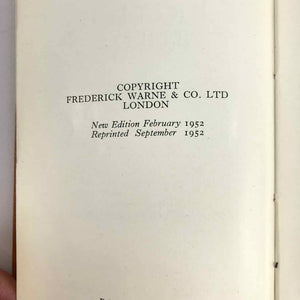 COPYRIGHT
FREDERICK WARNE & CO. LTD
LONDON
New Edition February 1952
Reprinted September 1952